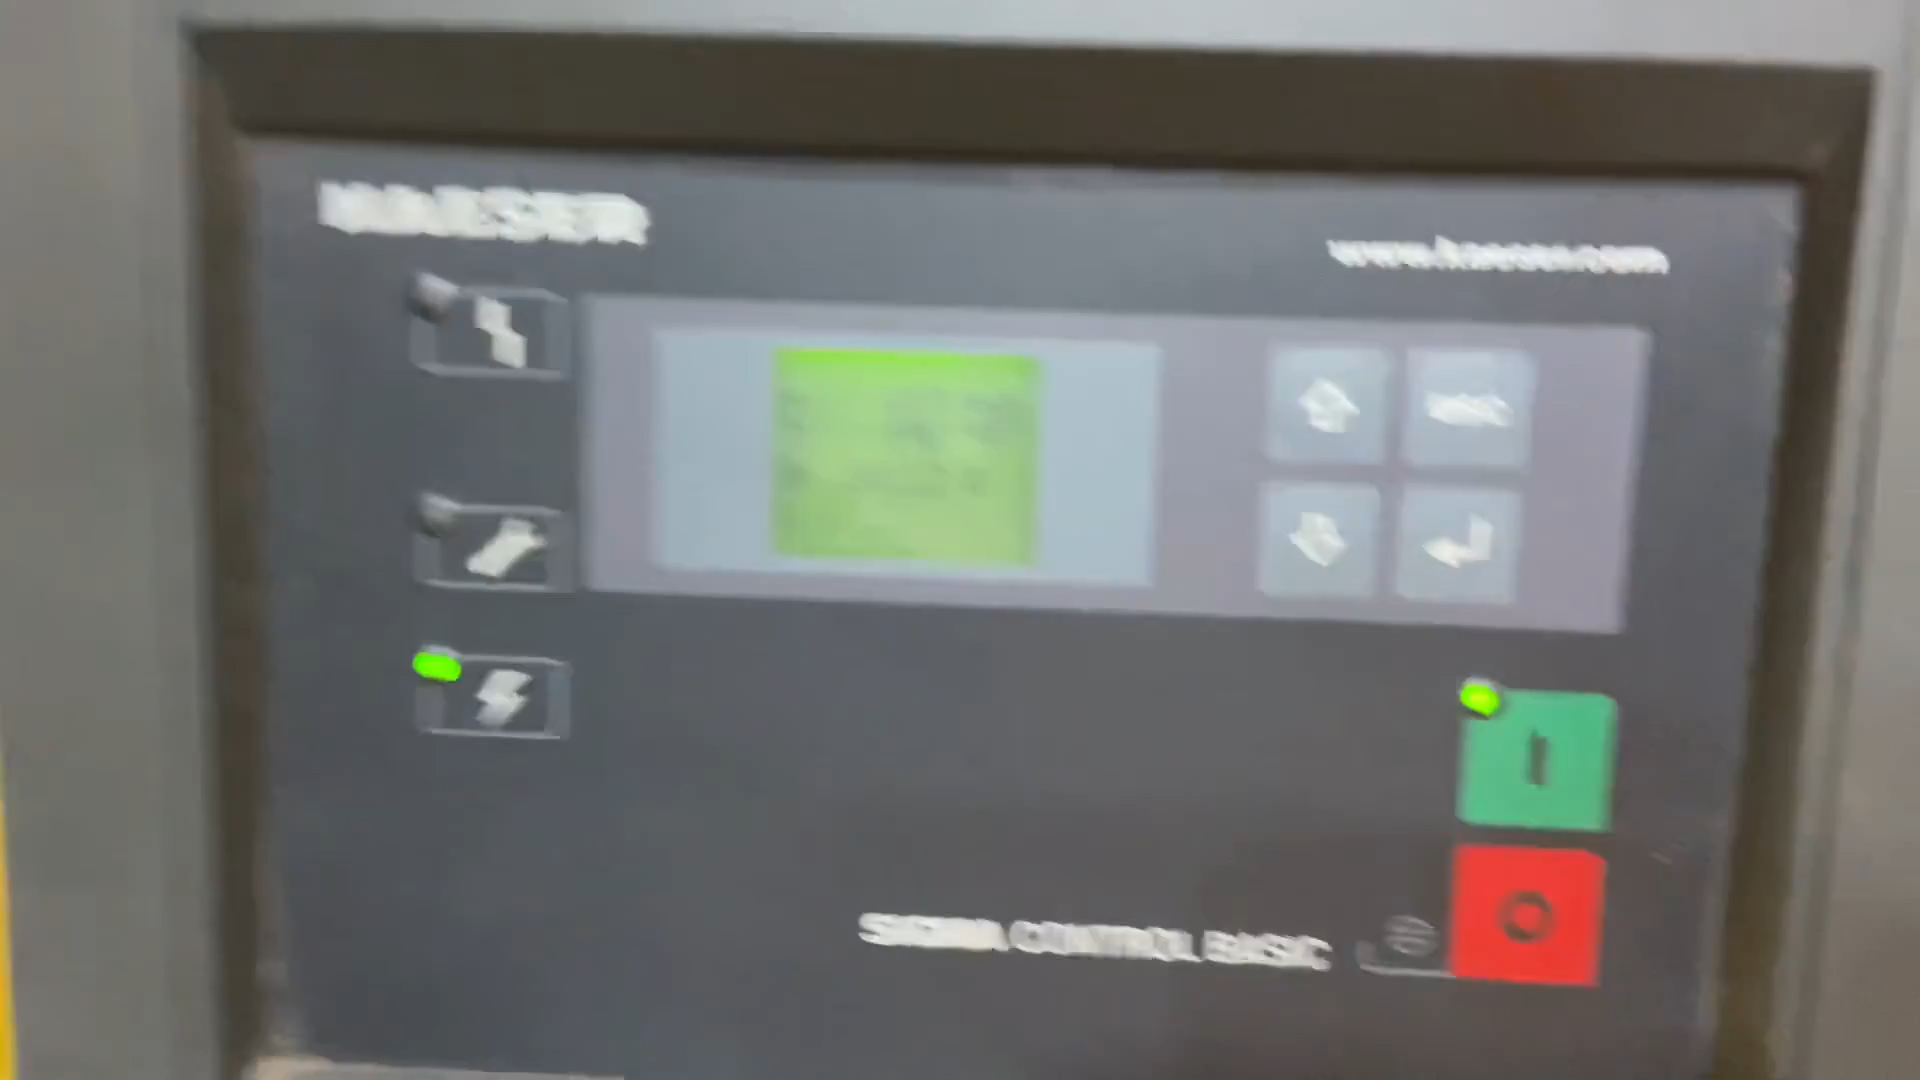 KAESER
www.kaeser.com
I
SIGMA CONTROL BASIC
O